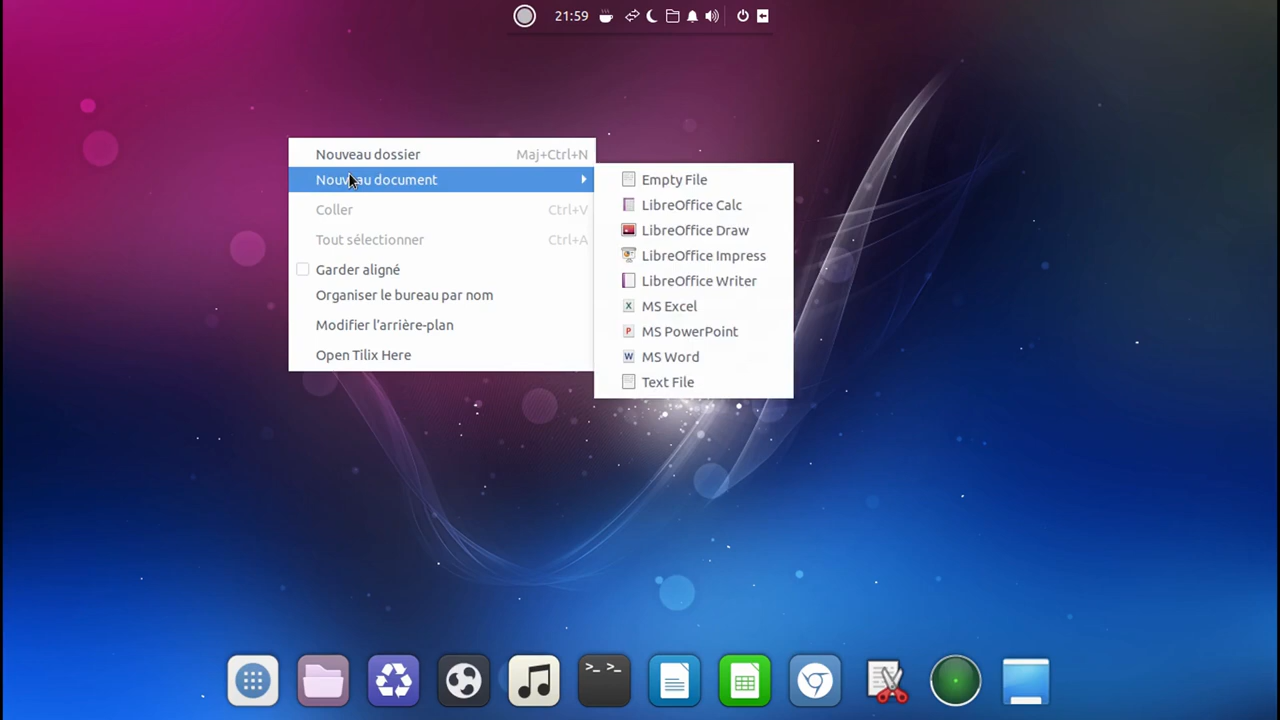 21:59
Nouveau dossier Maj+Ctrl+N
Nouveau document
Coller Ctrl+V
Tout sélectionner Ctrl+A
Garder aligné
Organiser le bureau par nom
Modifier l'arrière-plan
Open Tilix Here
Empty File
LibreOffice Calc
LibreOffice Draw
LibreOffice Impress
LibreOffice Writer
MS Excel
MS PowerPoint
MS Word
Text File
>_ >_